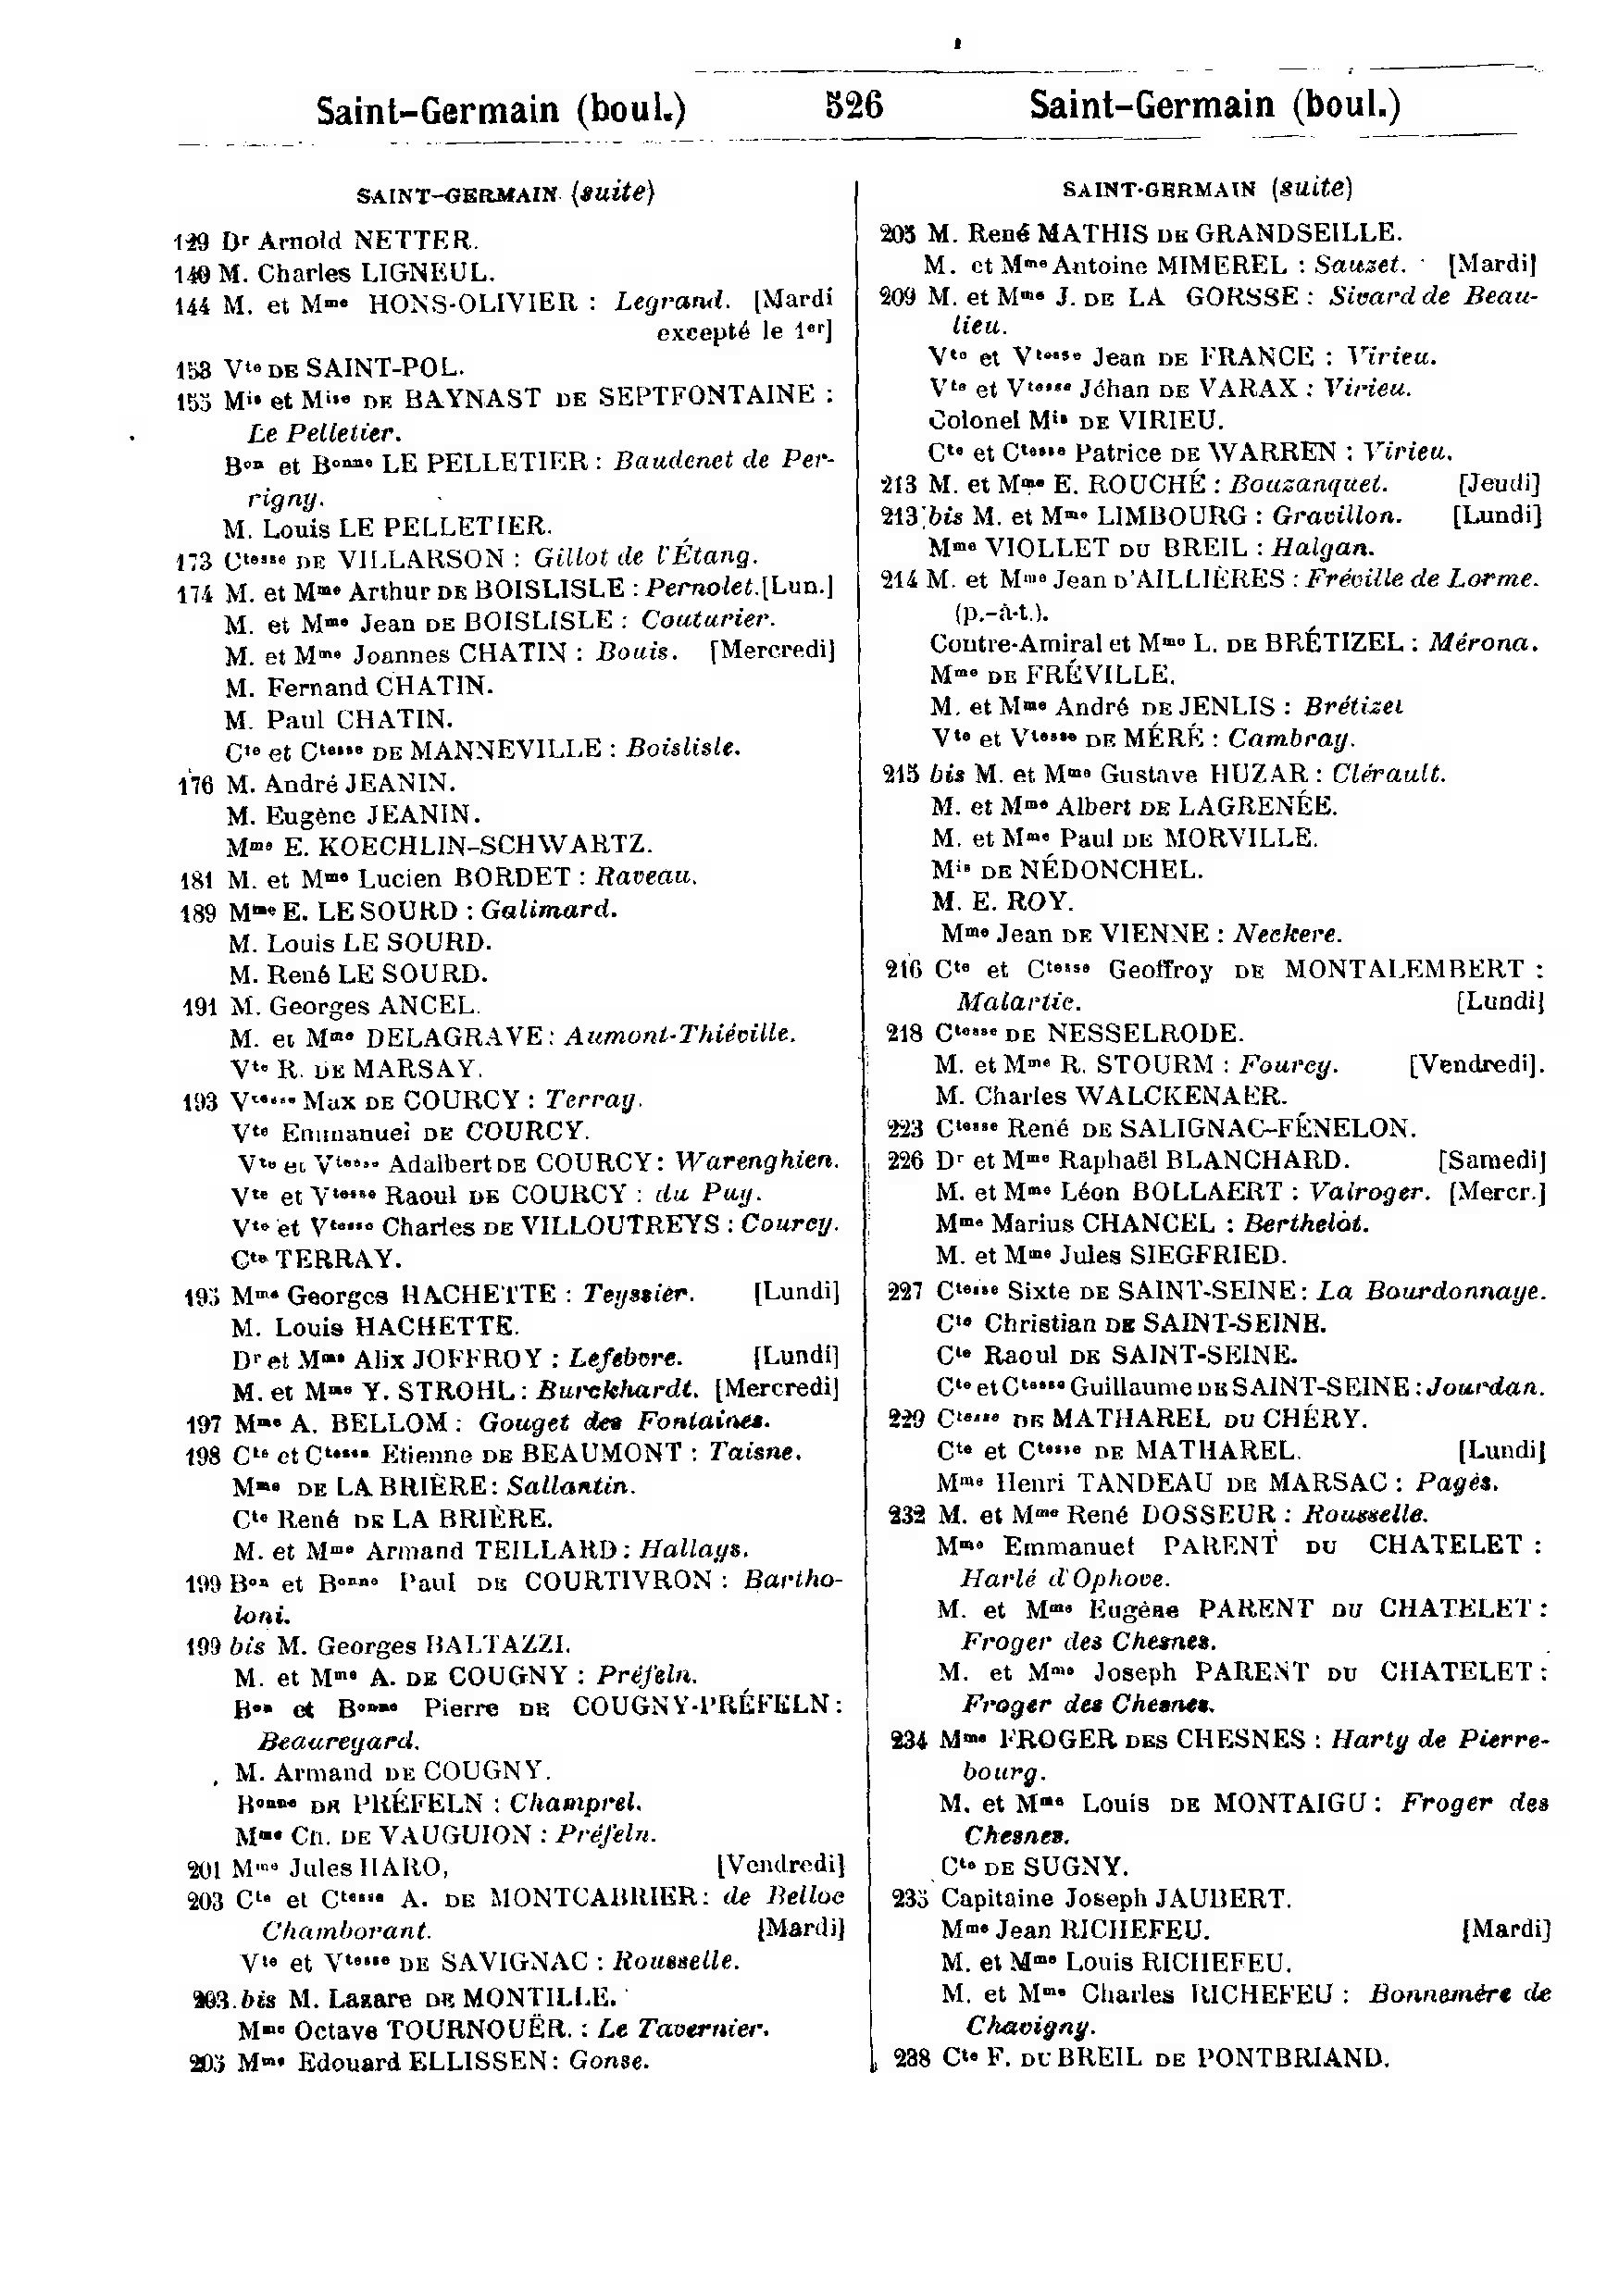 Saint-Germain (boul.) 526 Saint-Germain (boul.)
SAINT-GERMAIN (suite)
129 Dr Arnold NETTER.
140 M. Charles LIGNEUL.
144 M. et Mme HONS-OLIVIER : Legrand. [Mardi
excepté le 1er]
153 Vte DE SAINT-POL.
155 Mis et Mise DE BAYNAST DE SEPTFONTAINE :
Le Pelletier.
Bon et Bonne LE PELLETIER : Baudenet de Per-
rigny.
M. Louis LE PELLETIER.
173 Ctesse DE VILLARSON : Gillot de l'Étang.
174 M. et Mme Arthur DE BOISLISLE : Pernolet. [Lun.]
M. et Mme Jean DE BOISLISLE : Couturier.
M. et Mme Joannes CHATIN : Bouis. [Mercredi]
M. Fernand CHATIN.
M. Paul CHATIN.
Cte et Ctesse DE MANNEVILLE : Boislisle.
176 M. André JEANIN.
M. Eugène JEANIN.
Mme E. KOECHLIN-SCHWARTZ.
181 M. et Mme Lucien BORDET : Raveau.
189 Mme E. LE SOURD : Galimard.
M. Louis LE SOURD.
M. René LE SOURD.
191 M. Georges ANCEL.
M. et Mme DELAGRAVE : Aumont-Thiéville.
Vte R. DE MARSAY.
193 Vtesse Max DE COURCY : Terray.
Vte Emmanuel DE COURCY.
Vte et Vtesse Adalbert DE COURCY : Warenghien.
Vte et Vtesse Raoul DE COURCY : du Puy.
Vte et Vtesse Charles DE VILLOUTREYS : Courcy.
Cte TERRAY.
195 Mme Georges HACHETTE : Teyssier. [Lundi]
M. Louis HACHETTE.
Dr et Mme Alix JOFFROY : Lefebvre. [Lundi]
M. et Mme Y. STROHL : Burckhardt. [Mercredi]
197 Mme A. BELLOM : Gouget des Fontaines.
198 Cte et Ctesse Etienne DE BEAUMONT : Taisne.
Mme DE LA BRIÈRE : Sallantin.
Cte René DE LA BRIÈRE.
M. et Mme Armand TEILLARD : Hallays.
199 Bon et Bonne Paul DE COURTIVRON : Bartho-
loni.
199 bis M. Georges BALTAZZI.
M. et Mme A. DE COUGNY : Préfeln.
Bon et Bonne Pierre DE COUGNY-PRÉFELN :
Beauregard.
M. Armand DE COUGNY.
Bonne DE PRÉFELN : Champrel.
Mme Ch. DE VAUGUION : Préfeln.
201 Mme Jules HARO, [Vendredi]
203 Cte et Ctesse A. DE MONTCABRIER : de Belloc
Chamborant. [Mardi]
Vte et Vtesse DE SAVIGNAC : Rousselle.
203 bis M. Lazare DE MONTILLE.
Mme Octave TOURNOUËR. : Le Tavernier.
205 Mme Edouard ELLISSEN : Gonse.
SAINT-GERMAIN (suite)
205 M. René MATHIS DE GRANDSEILLE.
M. et Mme Antoine MIMEREL : Sauzet. [Mardi]
209 M. et Mme J. DE LA GORSSE : Sivard de Beau-
lieu.
Vte et Vtesse Jean DE FRANCE : Virieu.
Vte et Vtesse Jéhan DE VARAX : Virieu.
Colonel Mis DE VIRIEU.
Cte et Ctesse Patrice DE WARREN : Virieu.
213 M. et Mme E. ROUCHÉ : Bouzanquet. [Jeudi]
213 bis M. et Mme LIMBOURG : Gravillon. [Lundi]
Mme VIOLLET DU BREIL : Halgan.
214 M. et Mme Jean D'AILLIÈRES : Fréville de Lorme.
(p.-à-t.).
Contre-Amiral et Mme L. DE BRÉTIZEL : Mérona.
Mme DE FRÉVILLE.
M. et Mme André DE JENLIS : Brétizel
Vte et Vtesse DE MÉRÉ : Cambray.
215 bis M. et Mme Gustave HUZAR : Clérault.
M. et Mme Albert DE LAGRENÉE.
M. et Mme Paul DE MORVILLE.
Mis DE NÉDONCHEL.
M. E. ROY.
Mme Jean DE VIENNE : Neckere.
216 Cte et Ctesse Geoffroy DE MONTALEMBERT :
Malartic. [Lundi]
218 Ctesse DE NESSELRODE.
M. et Mme R. STOURM : Fourcy. [Vendredi].
M. Charles WALCKENAER.
223 Ctesse René DE SALIGNAC-FÉNELON.
226 Dr et Mme Raphaël BLANCHARD. [Samedi]
M. et Mme Léon BOLLAERT : Valroger. [Mercr.]
Mme Marius CHANCEL : Berthelot.
M. et Mme Jules SIEGFRIED.
227 Ctesse Sixte DE SAINT-SEINE : La Bourdonnaye.
Cte Christian DE SAINT-SEINE.
Cte Raoul DE SAINT-SEINE.
Cte et Ctesse Guillaume DE SAINT-SEINE : Jourdan.
229 Ctesse DE MATHAREL DU CHÉRY.
Cte et Ctesse DE MATHAREL. [Lundi]
Mme Henri TANDEAU DE MARSAC : Pagès.
232 M. et Mme René DOSSEUR : Rousselle.
Mme Emmanuel PARENT DU CHATELET :
Harlé d'Ophove.
M. et Mme Eugène PARENT DU CHATELET :
Froger des Chesnes.
M. et Mme Joseph PARENT DU CHATELET :
Froger des Chesnes.
234 Mme FROGER DES CHESNES : Harty de Pierre-
bourg.
M. et Mme Louis DE MONTAIGU : Froger des
Chesnes.
Cte DE SUGNY.
235 Capitaine Joseph JAUBERT.
Mme Jean RICHEFEU. [Mardi]
M. et Mme Louis RICHEFEU.
M. et Mme Charles RICHEFEU : Bonnemère de
Chavigny.
238 Cte F. DU BREIL DE PONTBRIAND.